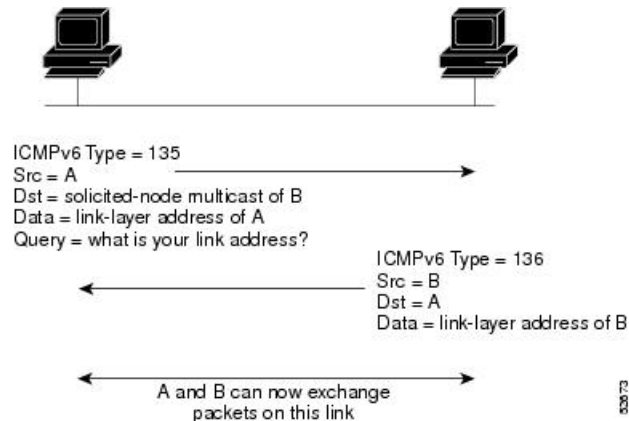 ICMPv6 Type = 135
Src = A
Dst = solicited-node multicast of B
Data = link-layer address of A
Query = what is your link address?
ICMPv6 Type = 136
Src = B
Dst = A
Data = link-layer address of B
A and B can now exchange
packets on this link